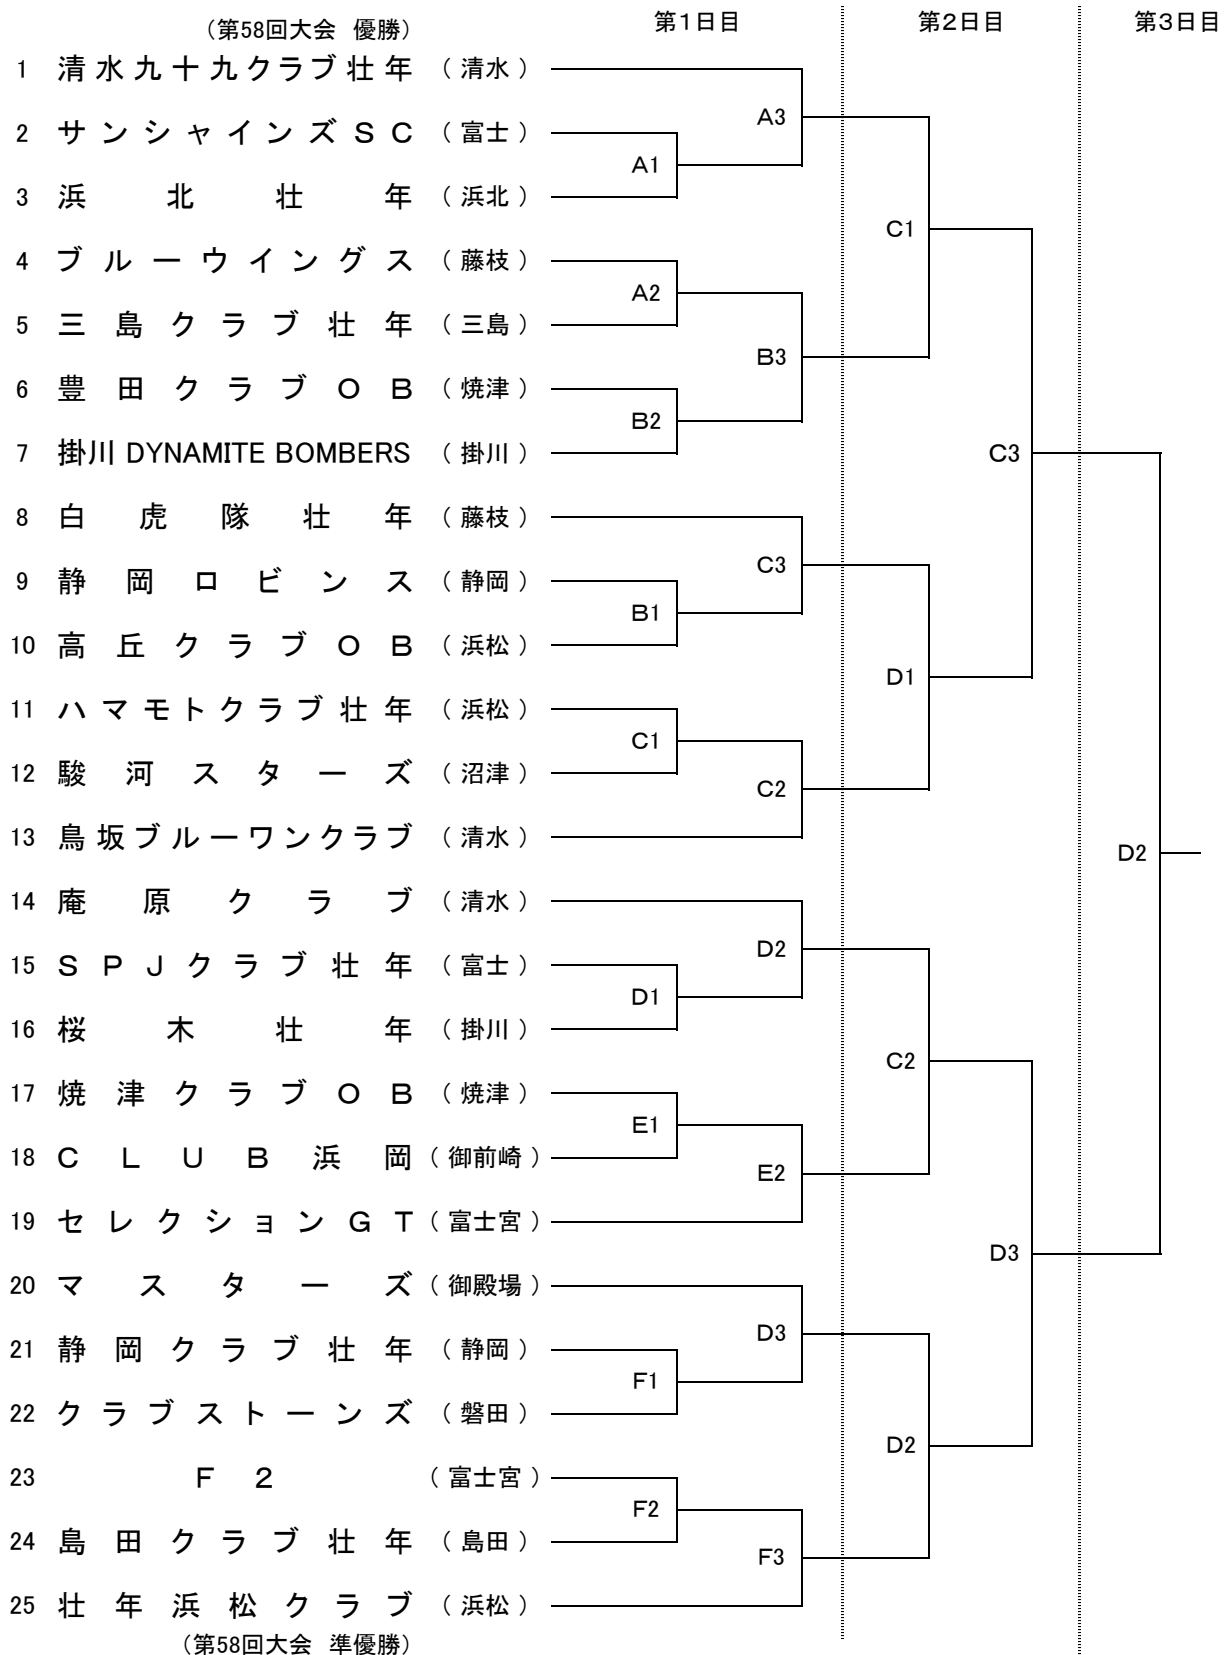 (第58回大会 優勝) 第1日目 第2日目 第3日目
1 清水九十九クラブ壮年 (清水)
A3
2 サンシャインズSC (富士)
A1
3 浜北壮年 (浜北)
C1
4 ブルーウイングス (藤枝)
A2
5 三島クラブ壮年 (三島)
B3
6 豊田クラブOB (焼津)
B2
7 掛川 DYNAMITE BOMBERS (掛川)
C3
8 白虎隊壮年 (藤枝)
C3
9 静岡ロビンス (静岡)
B1
10 高丘クラブOB (浜松)
D1
11 ハマモトクラブ壮年 (浜松)
C1
12 駿河スターズ (沼津)
C2
13 鳥坂ブルーワンクラブ (清水)
D2
14 庵原クラブ (清水)
D2
15 SPJクラブ壮年 (富士)
D1
16 桜木壮年 (掛川)
C2
17 焼津クラブOB (焼津)
E1
18 CLUB浜岡 (御前崎)
E2
19 セレクションGT (富士宮)
D3
20 マスターズ (御殿場)
D3
21 静岡クラブ壮年 (静岡)
F1
22 クラブストーンズ (磐田)
D2
23 F2 (富士宮)
F2
24 島田クラブ壮年 (島田)
F3
25 壮年浜松クラブ (浜松)
(第58回大会 準優勝)